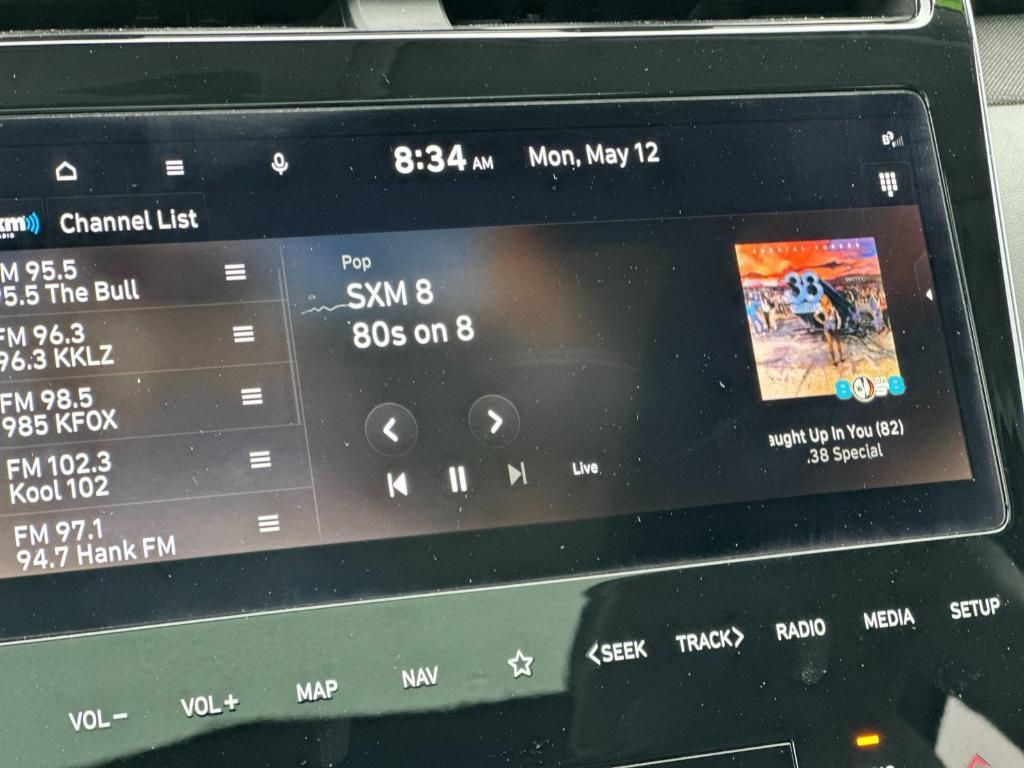 8:34 AM Mon, May 12
Channel List
M 95.5
5.5 The Bull
FM 96.3
96.3 KKLZ
FM 98.5
985 KFOX
FM 102.3
Kool 102
FM 97.1
94.7 Hank FM
Pop
SXM 8
80s on 8
Live
38
8 8
aught Up In You (82)
.38 Special
VOL−
VOL+
MAP
NAV
<SEEK
TRACK>
RADIO
MEDIA
SETUP